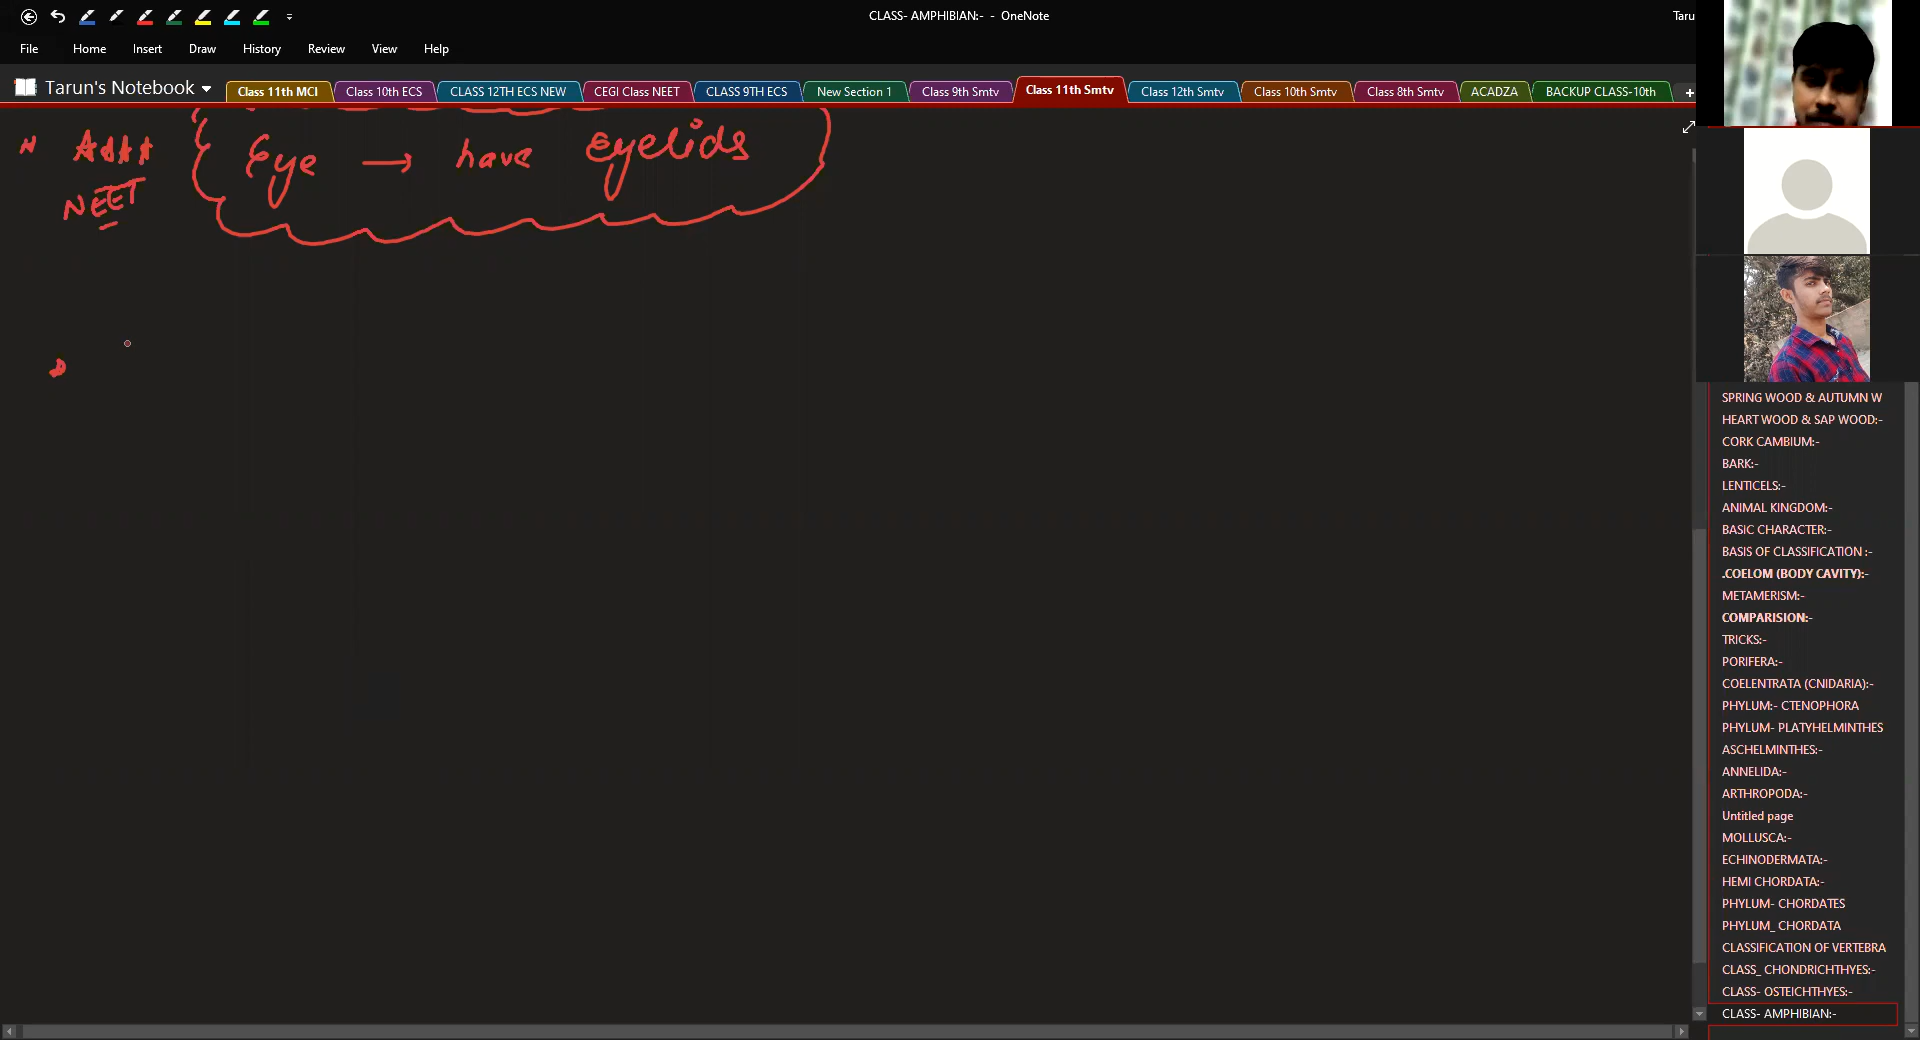 CLASS- AMPHIBIAN:- - OneNote
Tarun
File Home Insert Draw History Review View Help
Tarun's Notebook
Class 11th MCI Class 10th ECS CLASS 12TH ECS NEW CEGI Class NEET CLASS 9TH ECS New Section 1 Class 9th Smtv Class 11th Smtv Class 12th Smtv Class 10th Smtv Class 8th Smtv ACADZA BACKUP CLASS-10th +
Eye → have eyelids
NEET
SPRING WOOD & AUTUMN W
HEART WOOD & SAP WOOD:-
CORK CAMBIUM:-
BARK:-
LENTICELS:-
ANIMAL KINGDOM:-
BASIC CHARACTER:-
BASIS OF CLASSIFICATION :-
.COELOM (BODY CAVITY):-
METAMERISM:-
COMPARISION:-
TRICKS:-
PORIFERA:-
COELENTRATA (CNIDARIA):-
PHYLUM:- CTENOPHORA
PHYLUM- PLATYHELMINTHES
ASCHELMINTHES:-
ANNELIDA:-
ARTHROPODA:-
Untitled page
MOLLUSCA:-
ECHINODERMATA:-
HEMI CHORDATA:-
PHYLUM- CHORDATES
PHYLUM_ CHORDATA
CLASSIFICATION OF VERTEBRA
CLASS_ CHONDRICHTHYES:-
CLASS- OSTEICHTHYES:-
CLASS- AMPHIBIAN:-